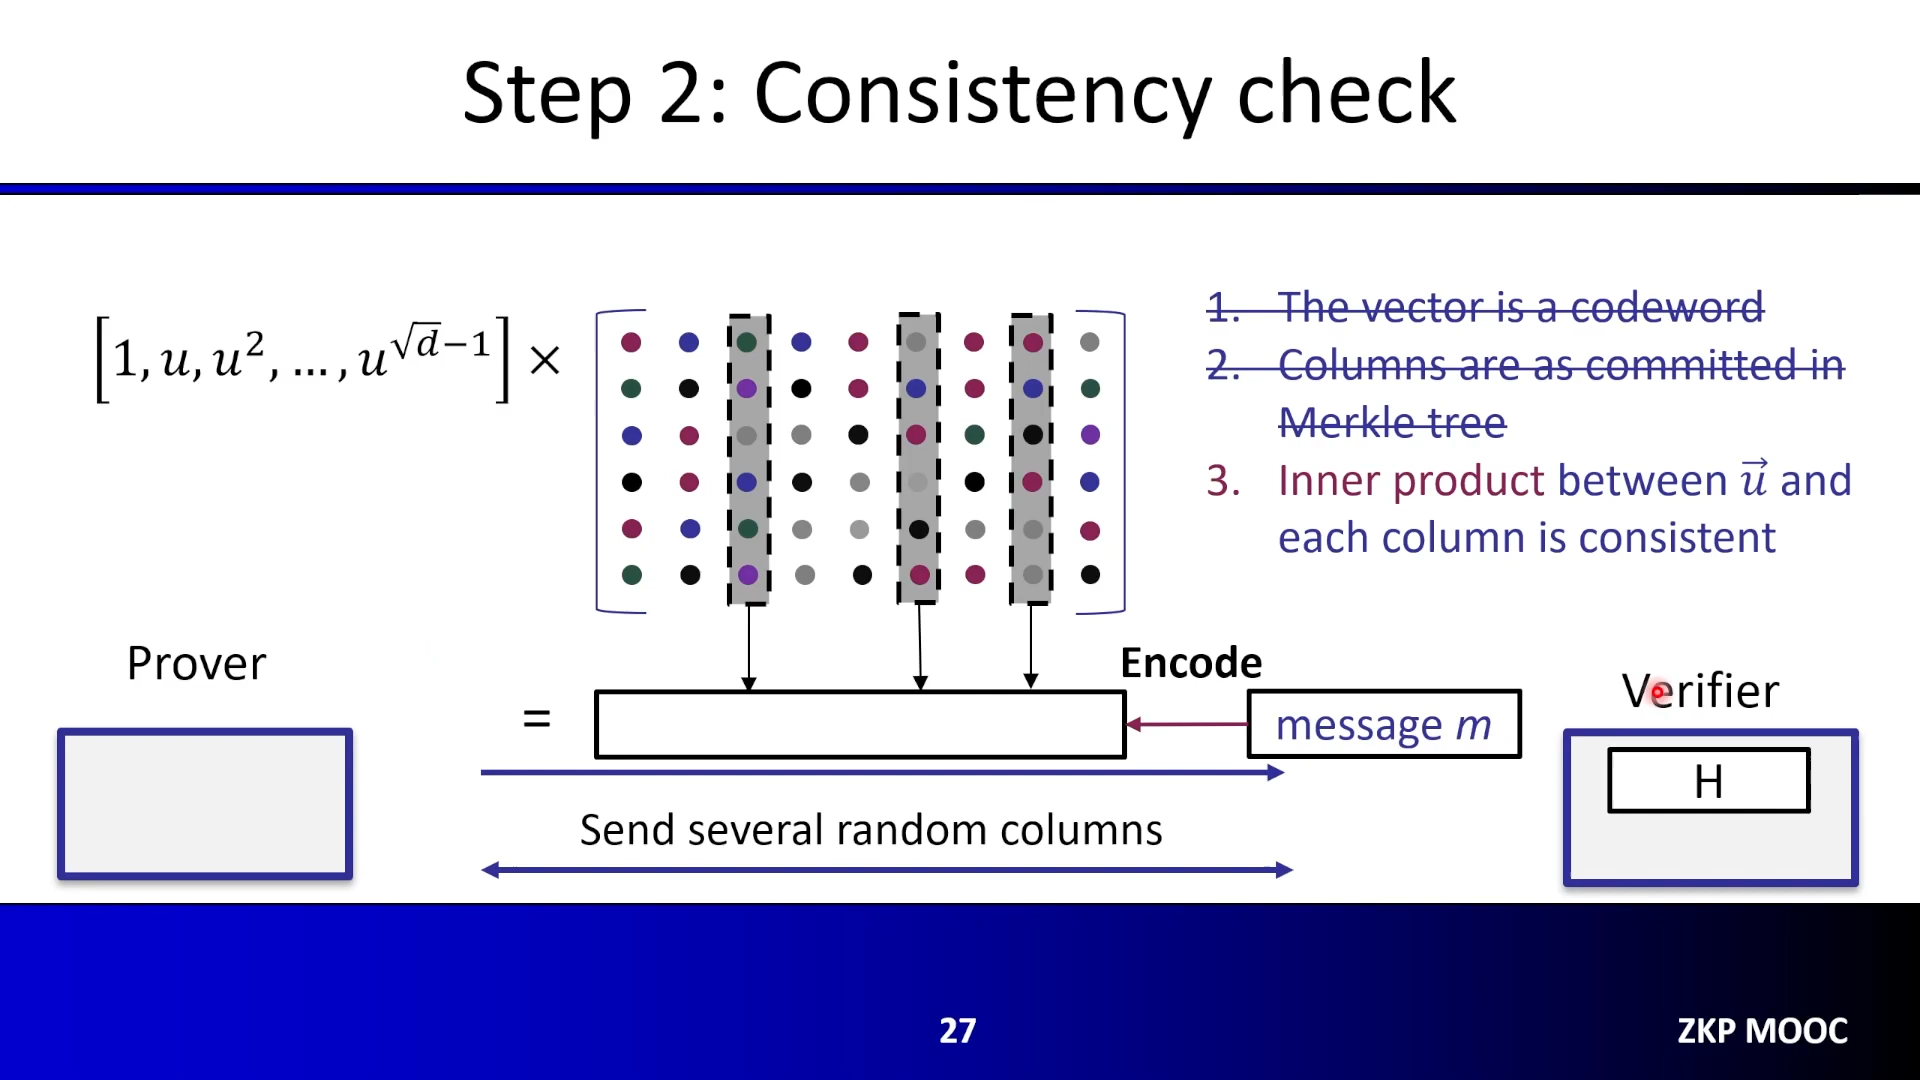 Step 2: Consistency check
[1, u, u², … , u^{√d−1}] ×
1. The vector is a codeword
2. Columns are as committed in
Merkle tree
3. Inner product between u⃗ and
each column is consistent
Prover
Encode
Verifier
=
message m
H
Send several random columns
27
ZKP MOOC